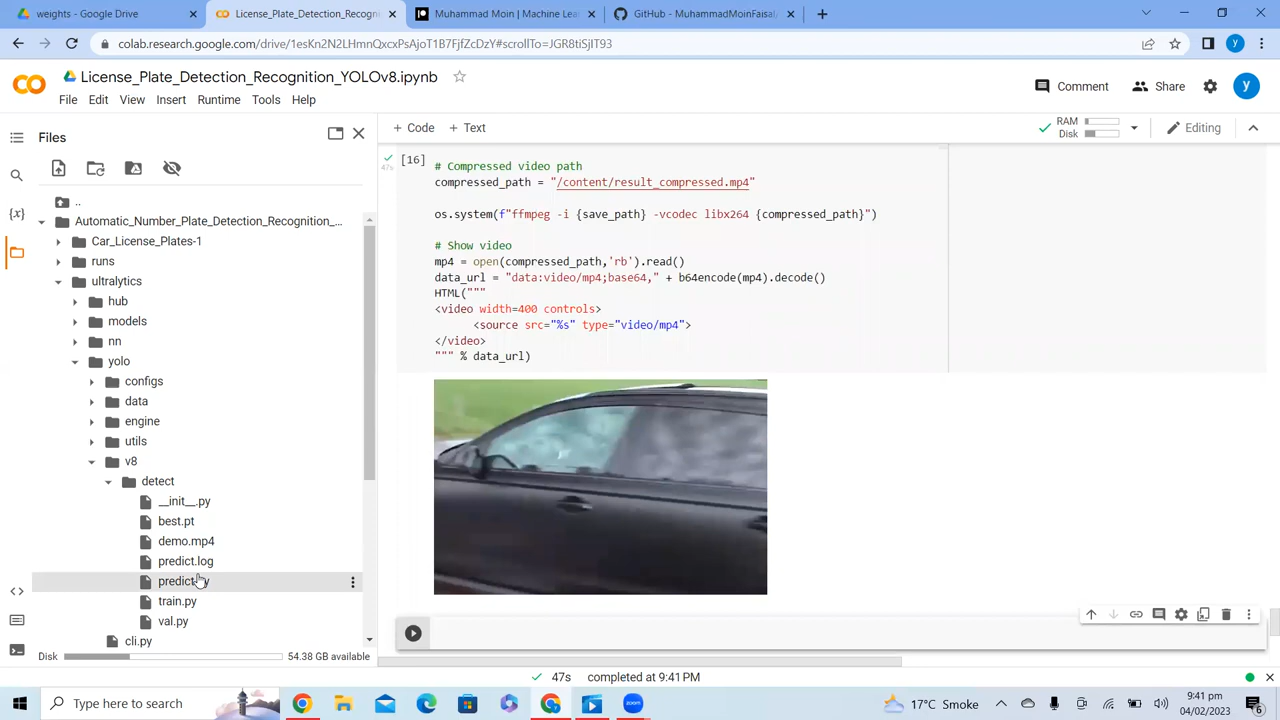 weights - Google Drive
License_Plate_Detection_Recognition_
Muhammad Moin | Machine Lea
GitHub - MuhammadMoinFaisal/
colab.research.google.com/drive/1esKn2N2LHmnQxcxPsAjoT1B7FjfZcDzY#scrollTo=JGR8tiSjIT93
y
License_Plate_Detection_Recognition_YOLOv8.ipynb
Comment
Share
y
File Edit View Insert Runtime Tools Help
Files
+ Code + Text
RAM
Disk
Editing
..
Automatic_Number_Plate_Detection_Recognition_...
Car_License_Plates-1
runs
ultralytics
hub
models
nn
yolo
configs
data
engine
utils
v8
detect
__init__.py
best.pt
demo.mp4
predict.log
train.py
val.py
cli.py
Disk
54.38 GB available
[16]
47s
# Compressed video path
compressed_path = "/content/result_compressed.mp4"
os.system(f"ffmpeg -i {save_path} -vcodec libx264 {compressed_path}")
# Show video
mp4 = open(compressed_path,'rb').read()
data_url = "data:video/mp4;base64," + b64encode(mp4).decode()
HTML("""
<video width=400 controls>
<source src="%s" type="video/mp4">
</video>
""" % data_url)
47s completed at 9:41 PM
Type here to search
zoom
17°C Smoke
9:41 pm
04/02/2023
6